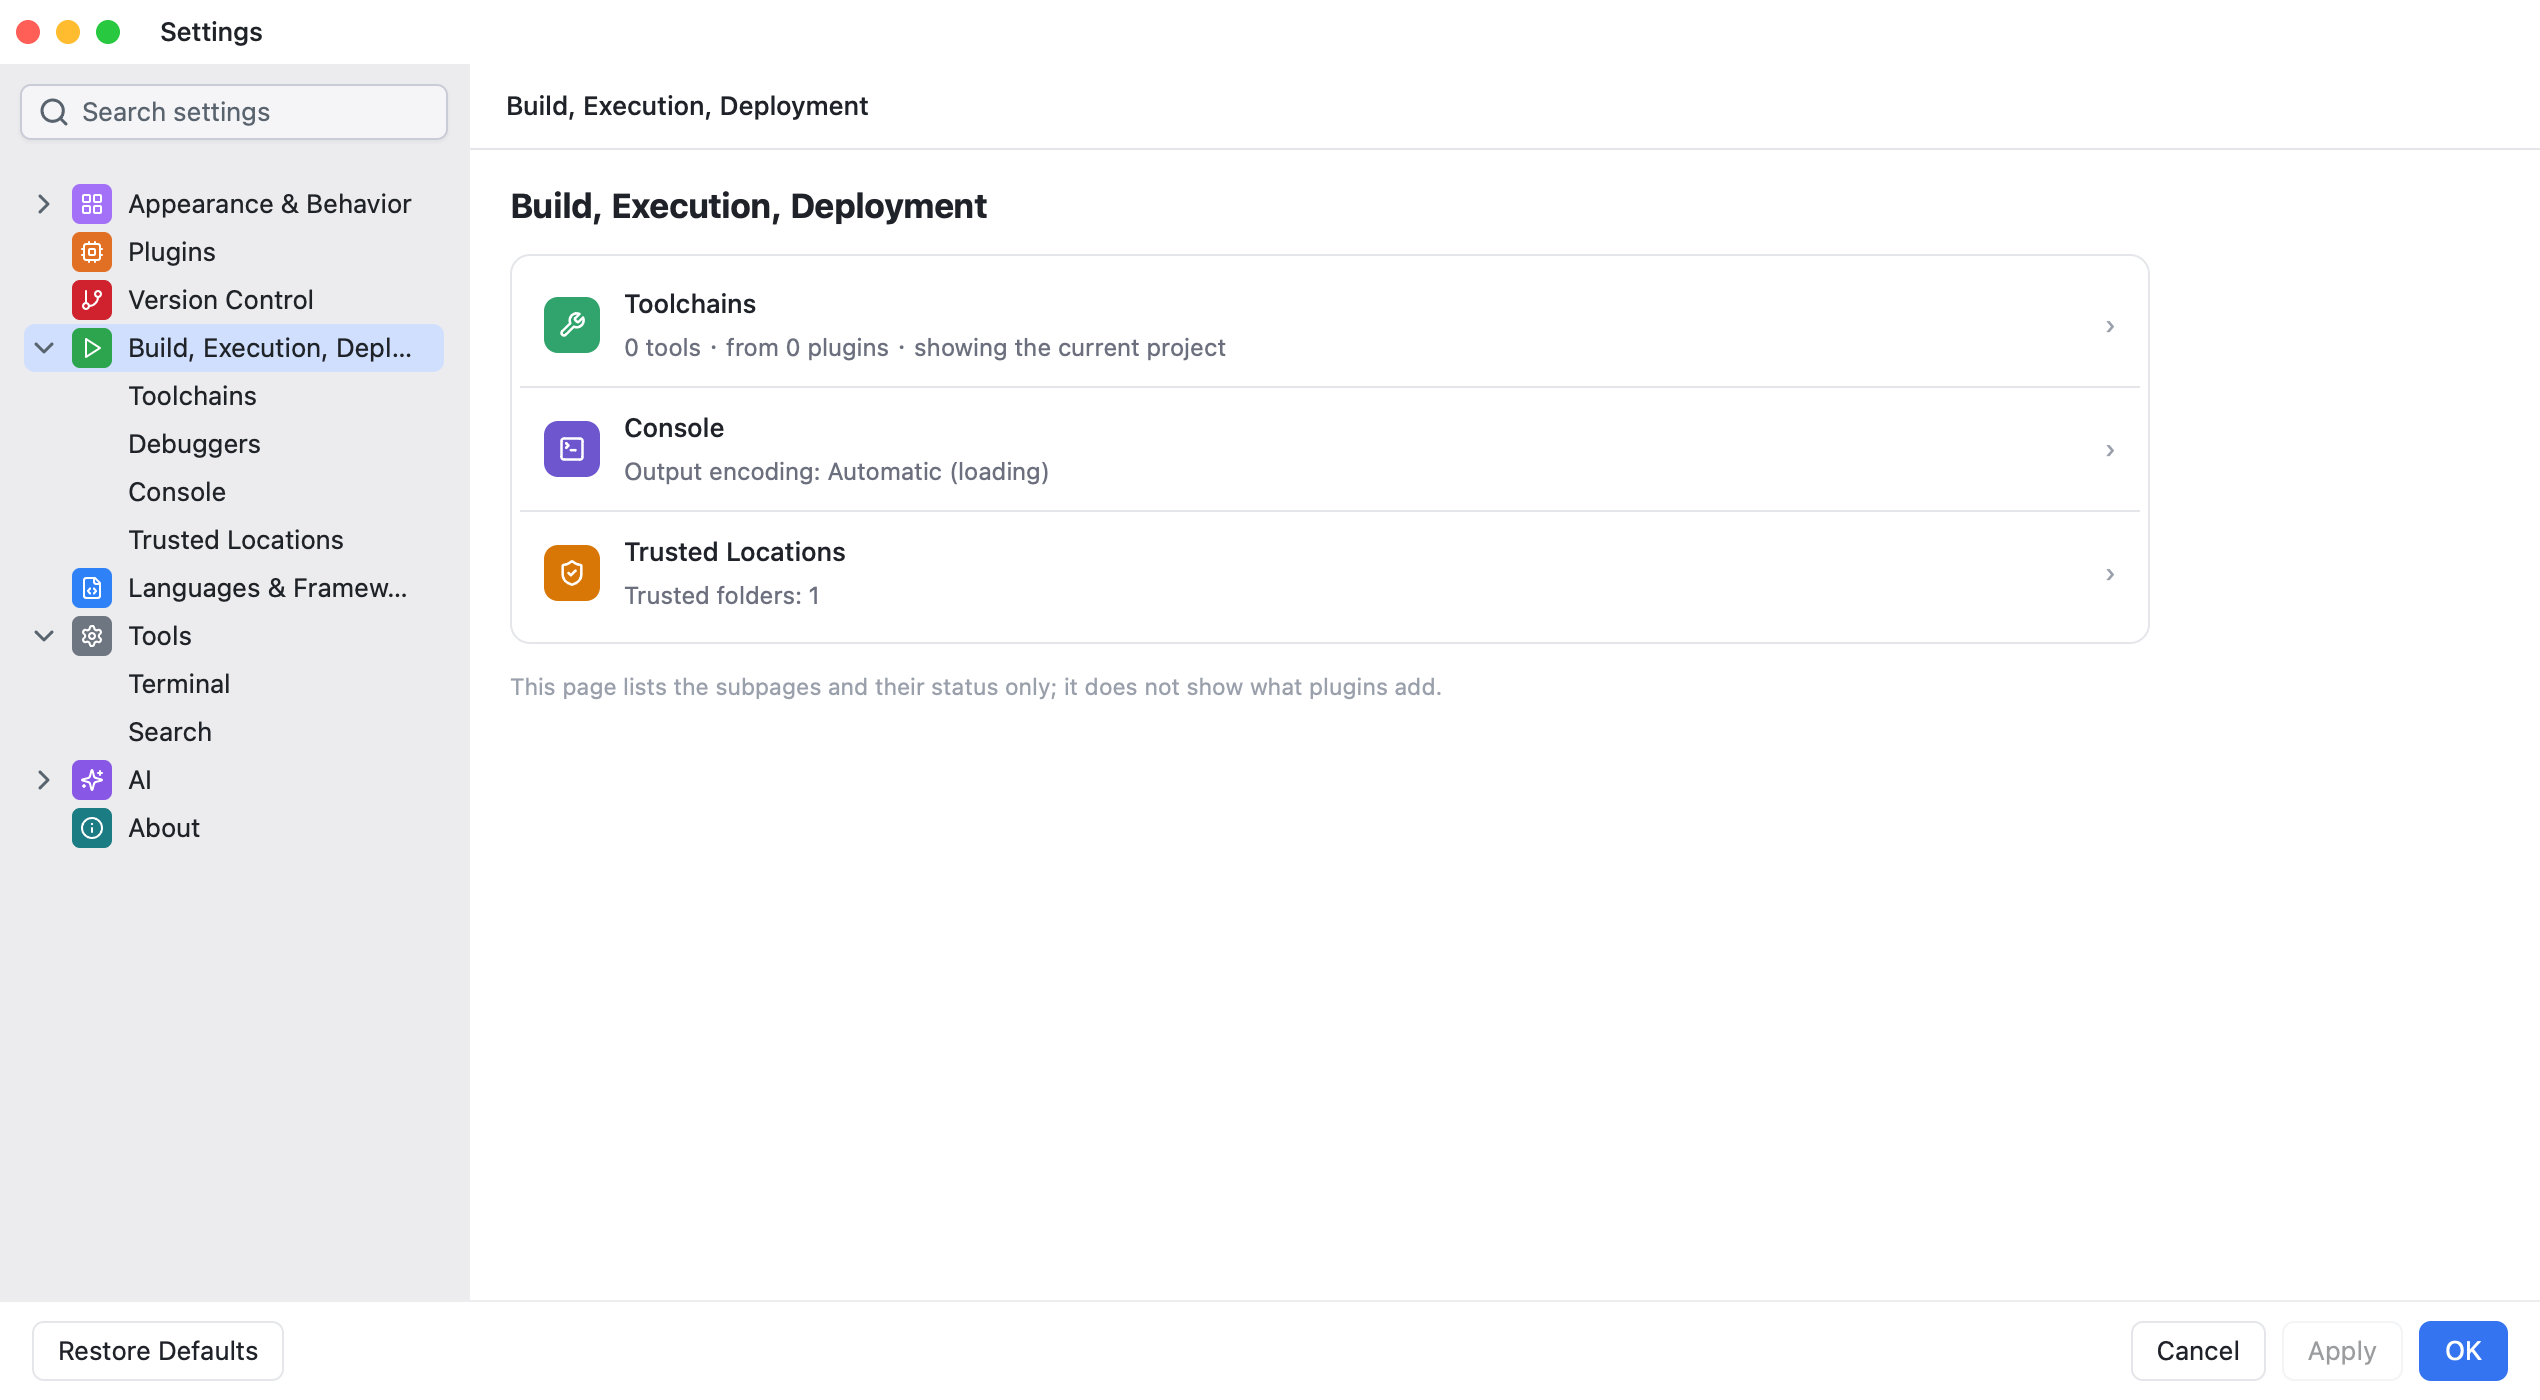 Settings
Search settings
Appearance & Behavior
Plugins
Version Control
Build, Execution, Depl...
Toolchains
Debuggers
Console
Trusted Locations
Languages & Framew...
Tools
Terminal
Search
AI
About
Build, Execution, Deployment
Build, Execution, Deployment
Toolchains
0 tools · from 0 plugins · showing the current project
Console
Output encoding: Automatic (loading)
Trusted Locations
Trusted folders: 1
This page lists the subpages and their status only; it does not show what plugins add.
Restore Defaults
Cancel
Apply
OK